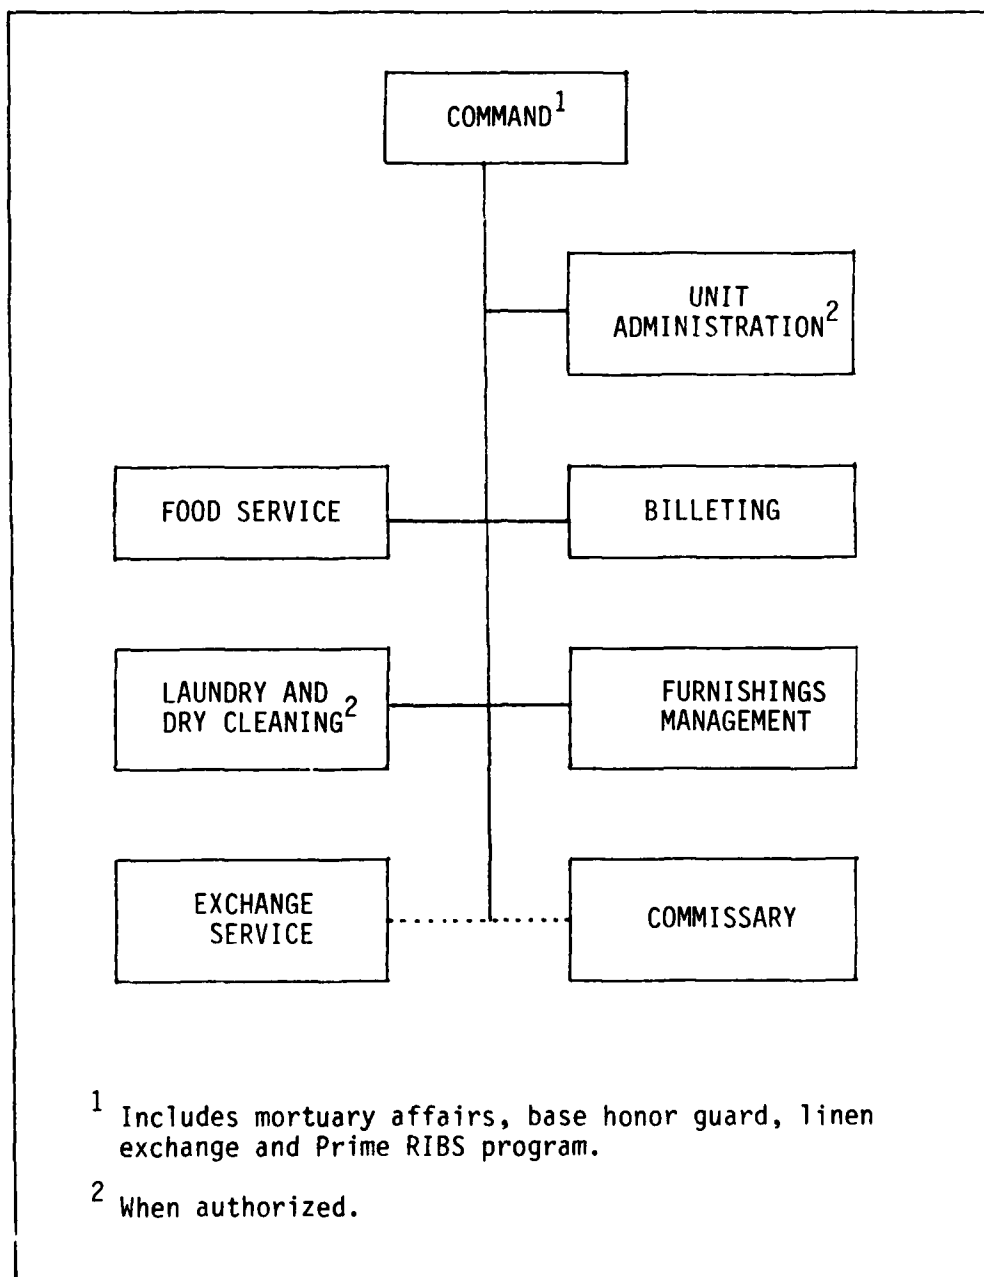 COMMAND1
UNIT
ADMINISTRATION2
FOOD SERVICE
BILLETING
LAUNDRY AND
DRY CLEANING2
FURNISHINGS
MANAGEMENT
EXCHANGE
SERVICE
COMMISSARY
1 Includes mortuary affairs, base honor guard, linen
exchange and Prime RIBS program.
2 When authorized.